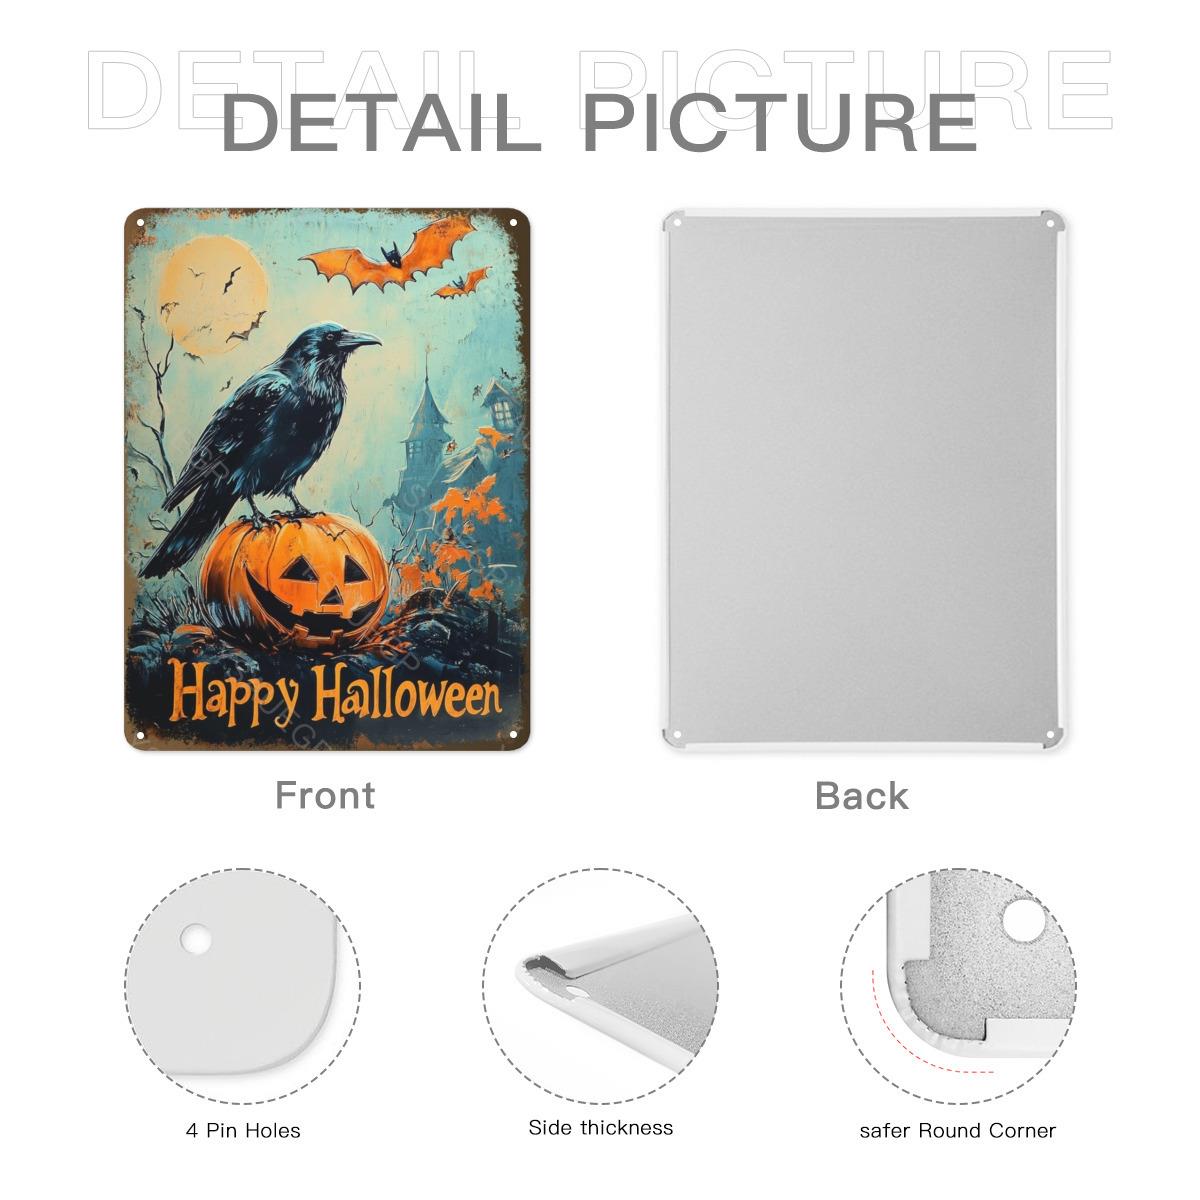 DETAIL PICTURE
DETAIL PICTURE
Happy Halloween
Front
Back
4 Pin Holes
Side thickness
safer Round Corner